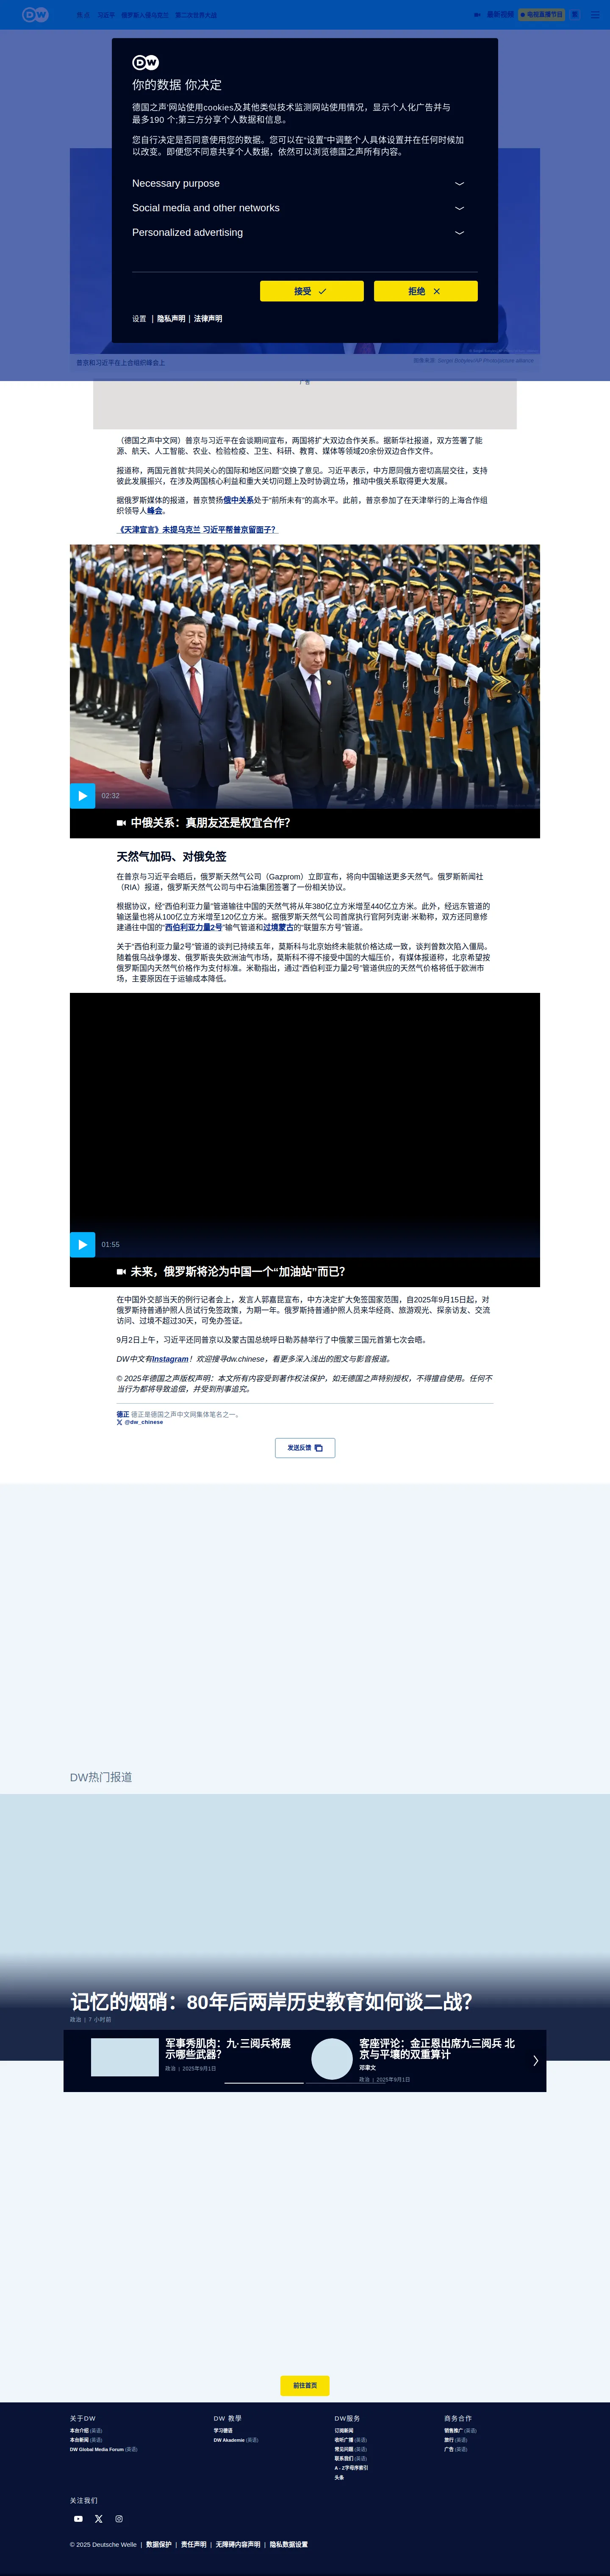 DW
焦点 习近平 俄罗斯入侵乌克兰 第二次世界大战
最新视频 电视直播节目
DW
你的数据 你决定
德国之声'网站使用cookies及其他类似技术监测网站使用情况，显示个人化广告并与
最多190 个;第三方分享个人数据和信息。
您自行决定是否同意使用您的数据。您可以在“设置”中调整个人具体设置并在任何时候加
以改变。即便您不同意共享个人数据，依然可以浏览德国之声所有内容。
Necessary purpose
Social media and other networks
Personalized advertising
接受
拒绝
设置 | 隐私声明 | 法律声明
普京和习近平在上合组织峰会上
广告
（德国之声中文网）普京与习近平在会谈期间宣布，两国将扩大双边合作关系。据新华社报道，双方签署了能
源、航天、人工智能、农业、检验检疫、卫生、科研、教育、媒体等领域20余份双边合作文件。
报道称，两国元首就“共同关心的国际和地区问题”交换了意见。习近平表示，中方愿同俄方密切高层交往，支持
彼此发展振兴，在涉及两国核心利益和重大关切问题上及时协调立场，推动中俄关系取得更大发展。
据俄罗斯媒体的报道，普京赞扬俄中关系处于“前所未有”的高水平。此前，普京参加了在天津举行的上海合作组
织领导人峰会。
《天津宣言》未提乌克兰 习近平帮普京留面子？
02:32
中俄关系：真朋友还是权宜合作？
天然气加码、对俄免签
在普京与习近平会晤后，俄罗斯天然气公司（Gazprom）立即宣布，将向中国输送更多天然气。俄罗斯新闻社
（RIA）报道，俄罗斯天然气公司与中石油集团签署了一份相关协议。
根据协议，经“西伯利亚力量”管道输往中国的天然气将从年380亿立方米增至440亿立方米。此外，经远东管道的
输送量也将从100亿立方米增至120亿立方米。据俄罗斯天然气公司首席执行官阿列克谢·米勒称，双方还同意修
建通往中国的“西伯利亚力量2号”输气管道和过境蒙古的“联盟东方号”管道。
关于“西伯利亚力量2号”管道的谈判已持续五年，莫斯科与北京始终未能就价格达成一致，谈判曾数次陷入僵局。
随着俄乌战争爆发、俄罗斯丧失欧洲油气市场，莫斯科不得不接受中国的大幅压价，有媒体报道称，北京希望按
俄罗斯国内天然气价格作为支付标准。米勒指出，通过“西伯利亚力量2号”管道供应的天然气价格将低于欧洲市
场，主要原因在于运输成本降低。
01:55
未来，俄罗斯将沦为中国一个“加油站”而已？
在中国外交部当天的例行记者会上，发言人郭嘉昆宣布，中方决定扩大免签国家范围，自2025年9月15日起，对
俄罗斯持普通护照人员试行免签政策，为期一年。俄罗斯持普通护照人员来华经商、旅游观光、探亲访友、交流
访问、过境不超过30天，可免办签证。
9月2日上午，习近平还同普京以及蒙古国总统呼日勒苏赫举行了中俄蒙三国元首第七次会晤。
DW中文有Instagram！欢迎搜寻dw.chinese，看更多深入浅出的图文与影音报道。
© 2025年德国之声版权声明：本文所有内容受到著作权法保护，如无德国之声特别授权，不得擅自使用。任何不
当行为都将导致追偿，并受到刑事追究。
德正 德正是德国之声中文网集体笔名之一。
@dw_chinese
发送反馈
DW热门报道
记忆的烟硝：80年后两岸历史教育如何谈二战？
政治 | 7 小时前
军事秀肌肉：九·三阅兵将展
示哪些武器？
政治 | 2025年9月1日
客座评论：金正恩出席九三阅兵 北
京与平壤的双重算计
邓聿文
政治 | 2025年9月1日
前往首页
关于DW
本台介绍 (英语)
本台新闻 (英语)
DW Global Media Forum (英语)
DW 教學
学习德语
DW Akademie (英语)
DW服务
订阅新闻
收听广播 (英语)
常见问题 (英语)
联系我们 (英语)
A - Z字母序索引
头条
商务合作
销售推广 (英语)
旅行 (英语)
广告 (英语)
关注我们
© 2025 Deutsche Welle | 数据保护 | 责任声明 | 无障碍内容声明 | 隐私数据设置